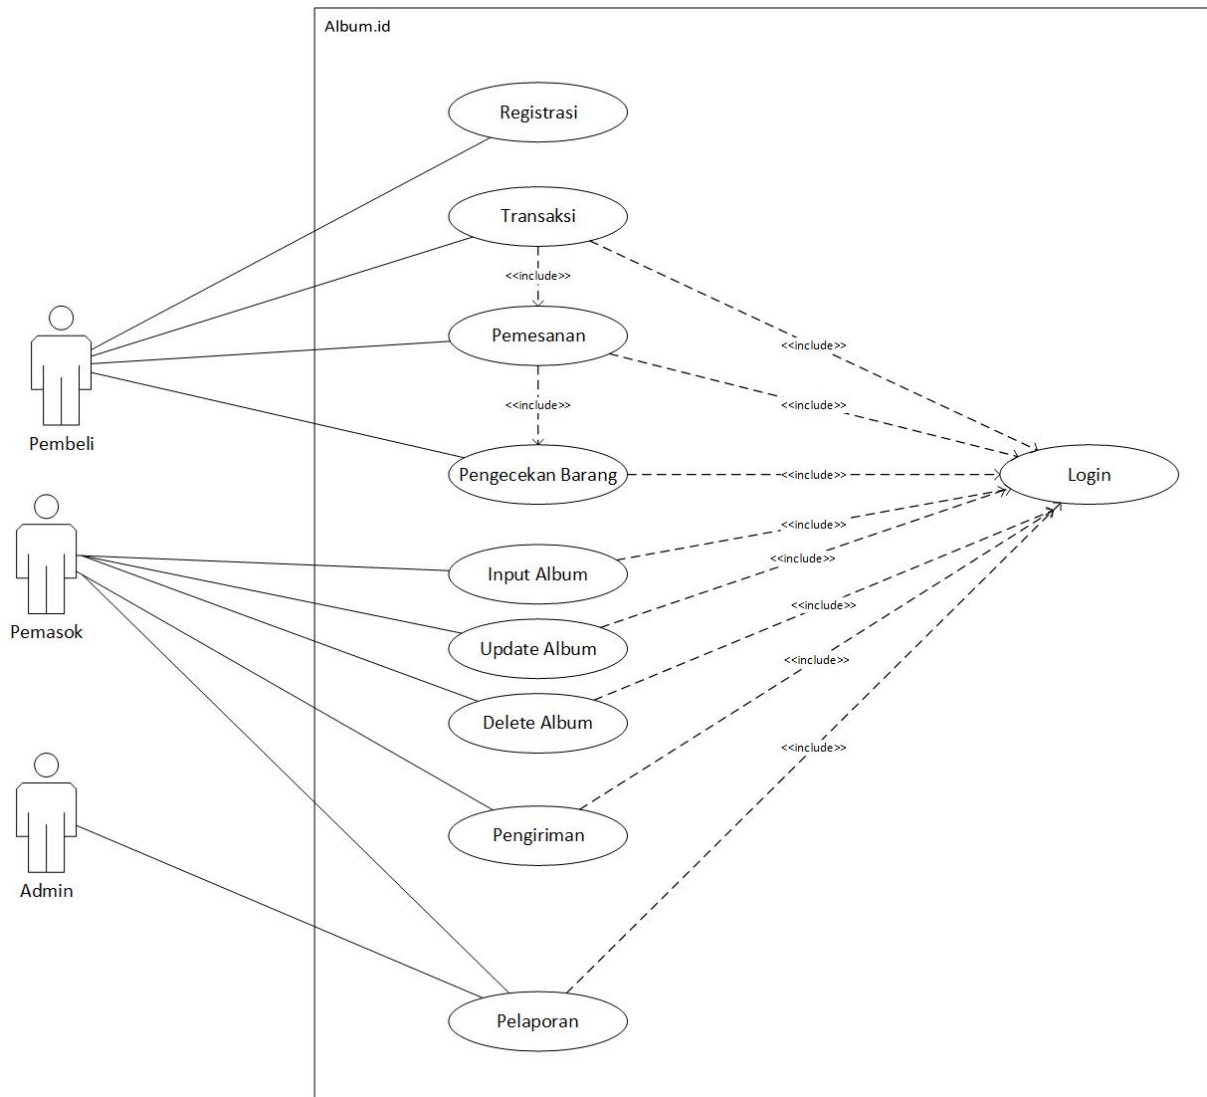 Album.id
Registrasi
Transaksi
<<include>>
Pemesanan
<<include>>
<<include>>
<<include>>
Pembeli
Pengecekan Barang
<<include>>
Login
<<include>>
Input Album
<<include>>
Pemasok
Update Album
<<include>>
<<include>>
Delete Album
<<include>>
Pengiriman
Admin
Pelaporan